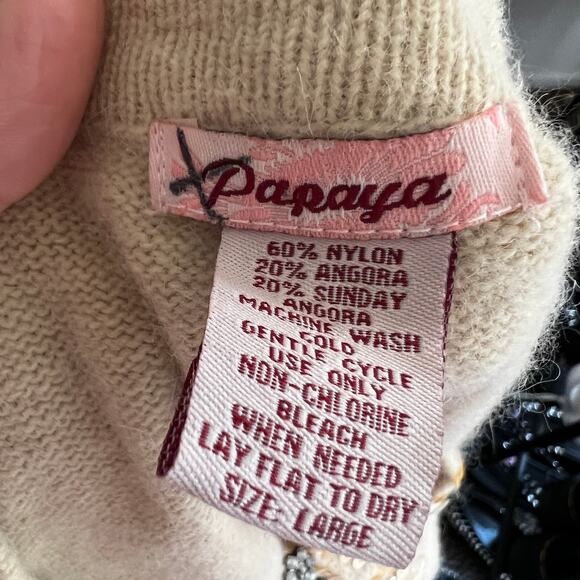 Papaya
60% NYLON
20% ANGORA
20% SUNDAY
ANGORA
MACHINE WASH
COLD
GENTLE CYCLE
USE ONLY
NON-CHLORINE
BLEACH
WHEN NEEDED
LAY FLAT TO DRY
SIZE: LARGE